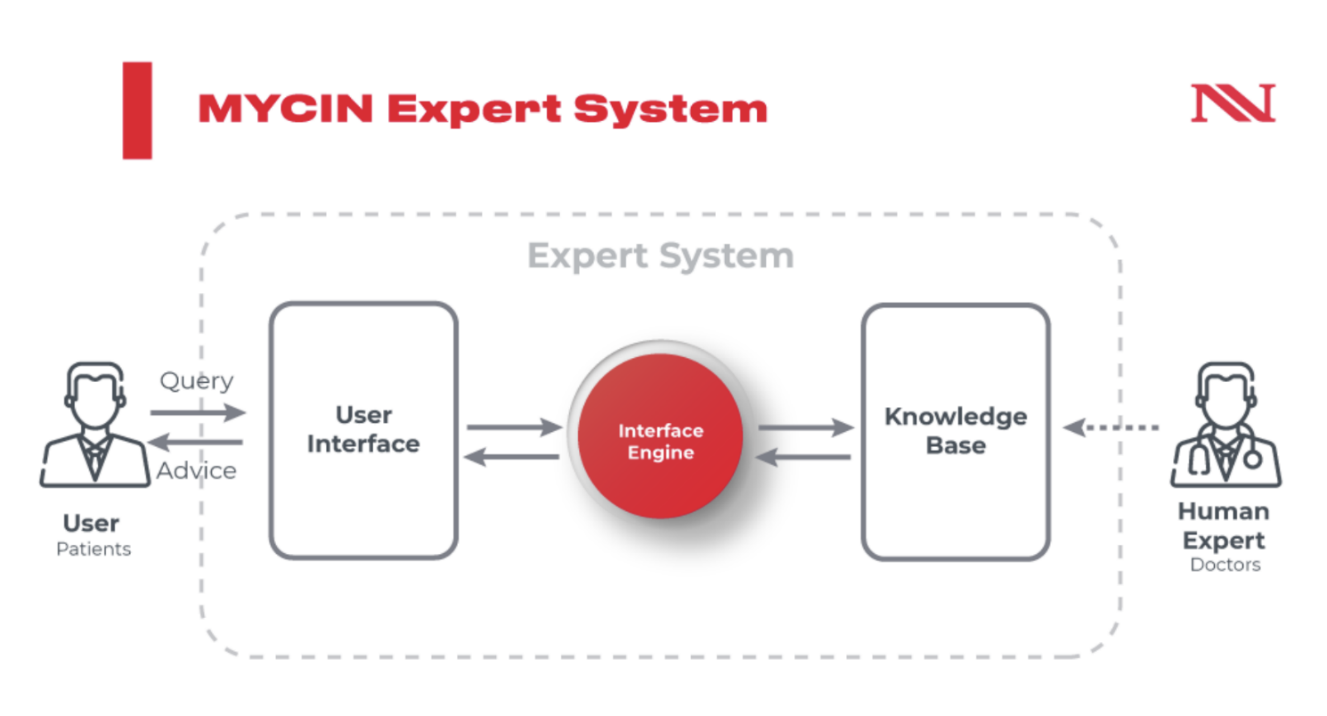 MYCIN Expert System
Expert System
Query
Advice
User
Patients
User
Interface
Interface
Engine
Knowledge
Base
Human
Expert
Doctors